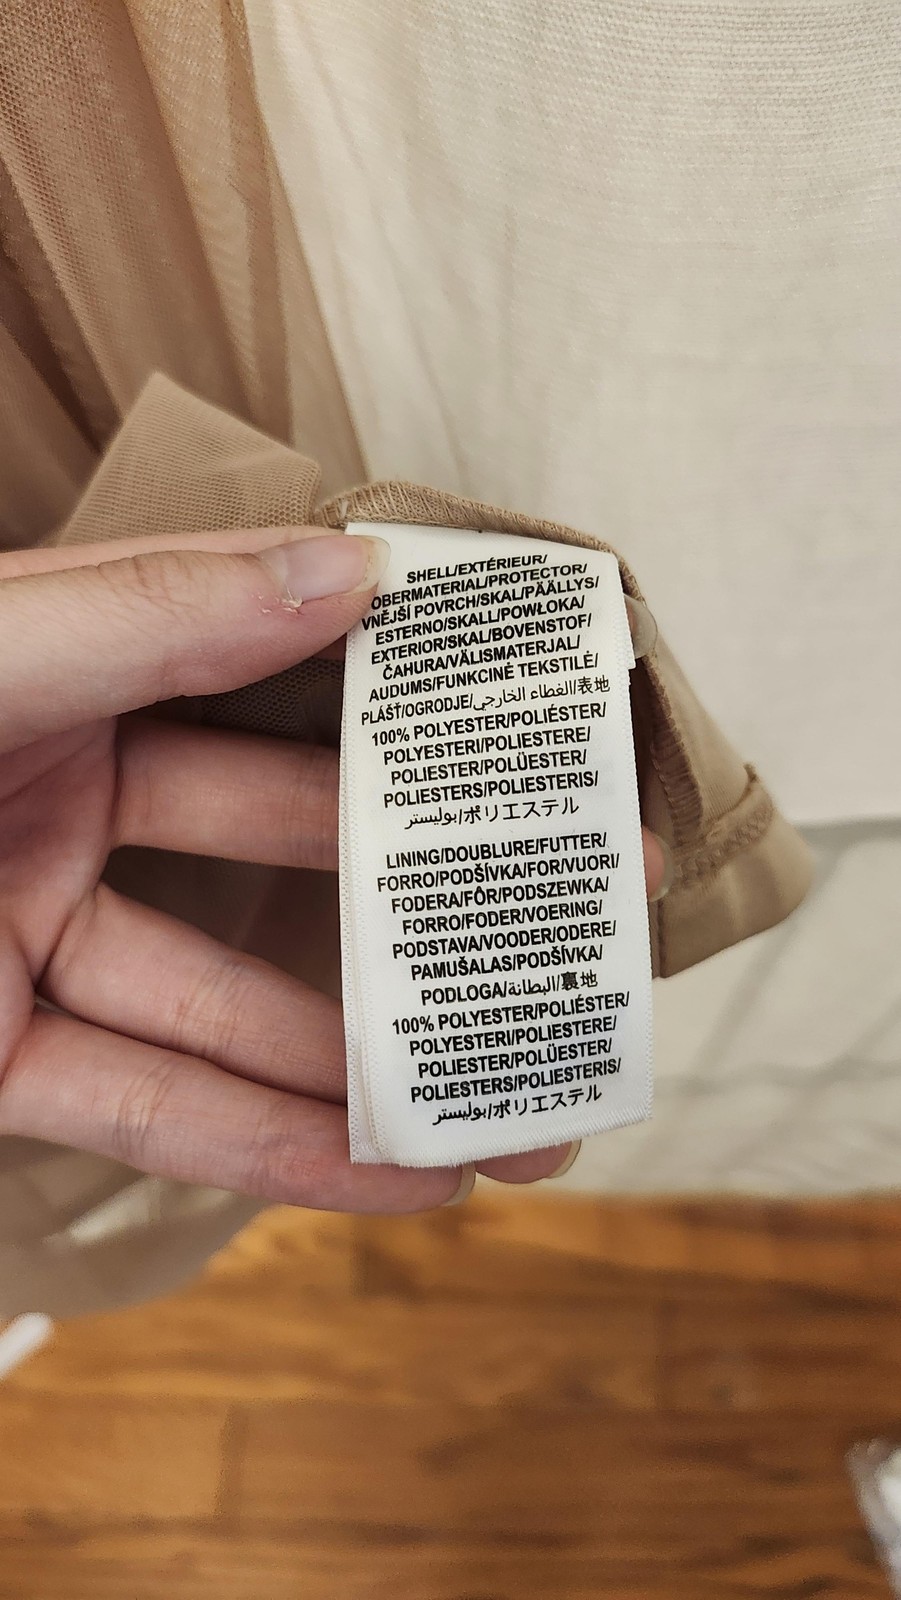 SHELL/EXTÉRIEUR/
OBERMATERIAL/PROTECTOR/
VNĚJŠÍ POVRCH/SKAL/PÄÄLLYS/
ESTERNO/SKALL/POWŁOKA/
EXTERIOR/SKAL/BOVENSTOF/
ČAHURA/VÄLISMATERJAL/
AUDUMS/FUNKCINĖ TEKSTILĖ/
PLÁŠŤ/OGRODJE/الغطاء الخارجي/表地
100% POLYESTER/POLIÉSTER/
POLYESTERI/POLIESTERE/
POLIESTER/POLÜESTER/
POLIESTERS/POLIESTERIS/
بوليستر/ポリエステル
LINING/DOUBLURE/FUTTER/
FORRO/PODŠÍVKA/FOR/VUORI/
FODERA/FÔR/PODSZEWKA/
FORRO/FODER/VOERING/
PODSTAVA/VOODER/ODERE/
PAMUŠALAS/PODŠÍVKA/
PODLOGA/البطانة/裏地
100% POLYESTER/POLIÉSTER/
POLYESTERI/POLIESTERE/
POLIESTER/POLÜESTER/
POLIESTERS/POLIESTERIS/
بوليستر/ポリエステル